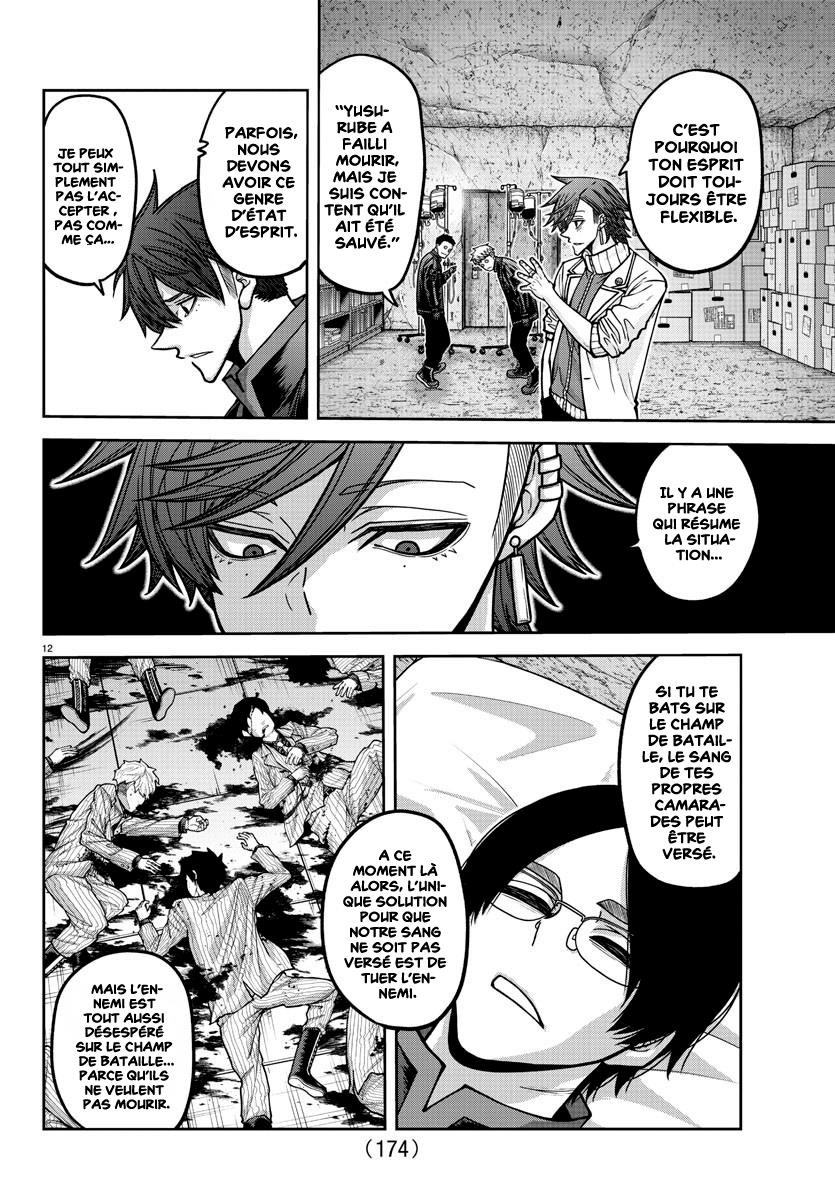 C'EST
POURQUOI
TON ESPRIT
DOIT TOU-
JOURS ÊTRE
FLEXIBLE.
“YUSU-
RUBE A
FAILLI
MOURIR,
MAIS JE
SUIS CON-
TENT QU'IL
AIT ÉTÉ
SAUVÉ.”
PARFOIS,
NOUS
DEVONS
AVOIR CE
GENRE
D'ÉTAT
D'ESPRIT.
JE PEUX
TOUT SIM-
PLEMENT
PAS L'AC-
CEPTER ,
PAS COM-
ME ÇA...
IL Y A UNE
PHRASE
QUI RÉSUME
LA SITUA-
TION...
12
SI TU TE
BATS SUR
LE CHAMP
DE BATAIL-
LE, LE SANG
DE TES
PROPRES
CAMARA-
DES PEUT
ÊTRE
VERSÉ.
A CE
MOMENT LÀ
ALORS, L'UN-
IQUE SOLUTION
POUR QUE
NOTRE SANG
NE SOIT PAS
VERSÉ EST DE
TUER L'EN-
NEMI.
MAIS L'EN-
NEMI EST
TOUT AUSSI
DÉSESPÉRÉ
SUR LE CHAMP
DE BATAILLE...
PARCE QU'ILS
NE VEULENT
PAS MOURIR.
(174)